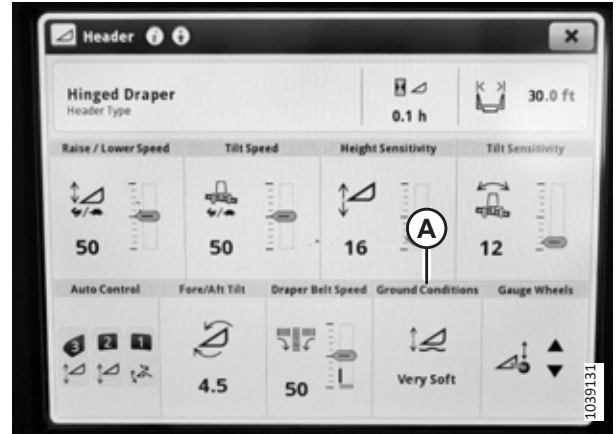 Header
Hinged Draper
Header Type
0.1 h
30.0 ft
Raise / Lower Speed
Tilt Speed
Height Sensitivity
Tilt Sensitivity
50
50
16
12
A
Auto Control
Fore/Aft Tilt
Draper Belt Speed
Ground Conditions
Gauge Wheels
3 2 1
4.5
50
Very Soft
1039131